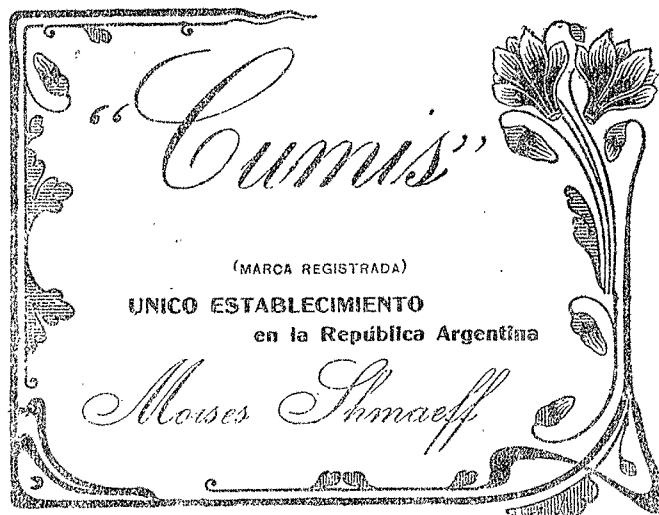 "Cumis"
(MARCA REGISTRADA)
UNICO ESTABLECIMIENTO
en la República Argentina
Moises Shmaeff